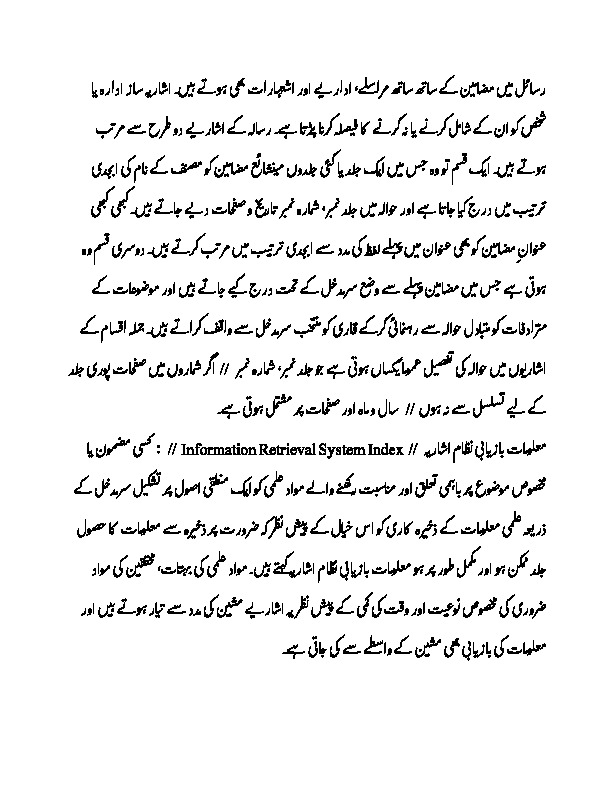 رسائل میں مضامین کے ساتھ ساتھ مراسلے، اداریے اور اشتہارات بھی ہوتے ہیں۔ اشاریہ ساز ادارہ یا
شخص کو ان کے شامل کرنے یا نہ کرنے کا فیصلہ کرنا پڑتا ہے۔ رسالہ کے اشاریے دو طرح سے مرتب
ہوتے ہیں۔ ایک قسم تو وہ جس میں ایک جلد یا کئی جلدوں میںشائع مضامین کو مصنف کے نام کی ابجدی
ترتیب میں درج کیا جاتا ہے اور حوالہ میں جلد نمبر، شمارہ نمبر تاریخ و صفحات دیے جاتے ہیں۔ کبھی کبھی
عنوانِ مضامین کو بھی عنوان میں پہلے لفظ کی مدد سے ابجدی ترتیب میں مرتب کرتے ہیں۔ دوسری قسم وہ
ہوتی ہے جس میں مضامین پہلے سے وضع سرمدخل کے تحت درج کیے جاتے ہیں اور موضوعات کے
مترادفات کو متبادل حوالہ سے رہنمائی کرکے قاری کو منتخب سرمدخل سے واقف کراتے ہیں۔ جملہ اقسام کے
اشاریوں میں حوالہ کی تفصیل عموماًیکساں ہوتی ہے جو جلد نمبر، شمارہ نمبر // اگر شماروں میں صفحات پوری جلد
کے لیے تسلسل سے نہ ہوں // سال و ماہ اور صفحات پر مشتمل ہوتی ہے۔
معلومات بازیابی نظام اشاریہ // Information Retrieval System Index // : کسی مضمون یا
مخصوص موضوع پر باہمی تعلق اور مناسبت رکھنے والے مواد علمی کو ایک منطقی اصول پر تشکیل سرمدخل کے
ذریعہ علمی معلومات کے ذخیرہ کاری کو اس خیال کے پیش نظر کہ ضرورت پر ذخیرہ سے معلومات کا حصول
جلد ممکن ہو اور مکمل طور پر ہو معلومات بازیابی نظام اشاریہ کہتے ہیں۔ مواد علمی کی بہتات، محققین کی مواد
ضروری کی مخصوص نوعیت اور وقت کی کمی کے پیش نظر یہ اشاریے مشین کی مدد سے تیار ہوتے ہیں اور
معلومات کی بازیابی بھی مشین کے واسطے سے کی جاتی ہے۔